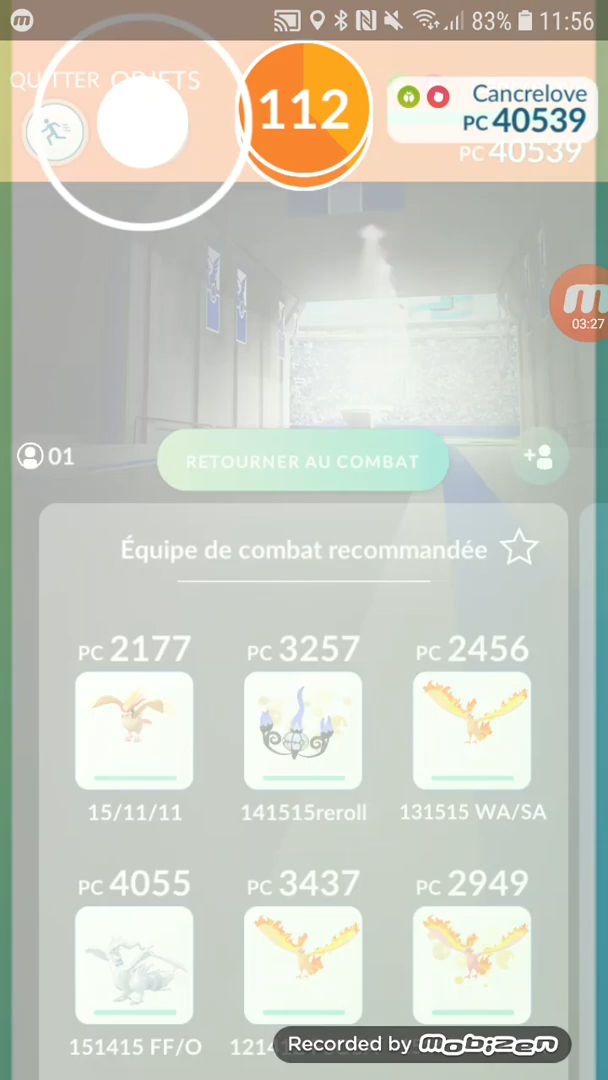 83% 11:56
QUITTER OBJETS
112
Cancrelove
PC 40539
PC 40539
03:27
01
RETOURNER AU COMBAT
Équipe de combat recommandée
PC 2177 PC 3257 PC 2456
15/11/11 141515reroll 131515 WA/SA
PC 4055 PC 3437 PC 2949
151415 FF/O
Recorded by mobizen